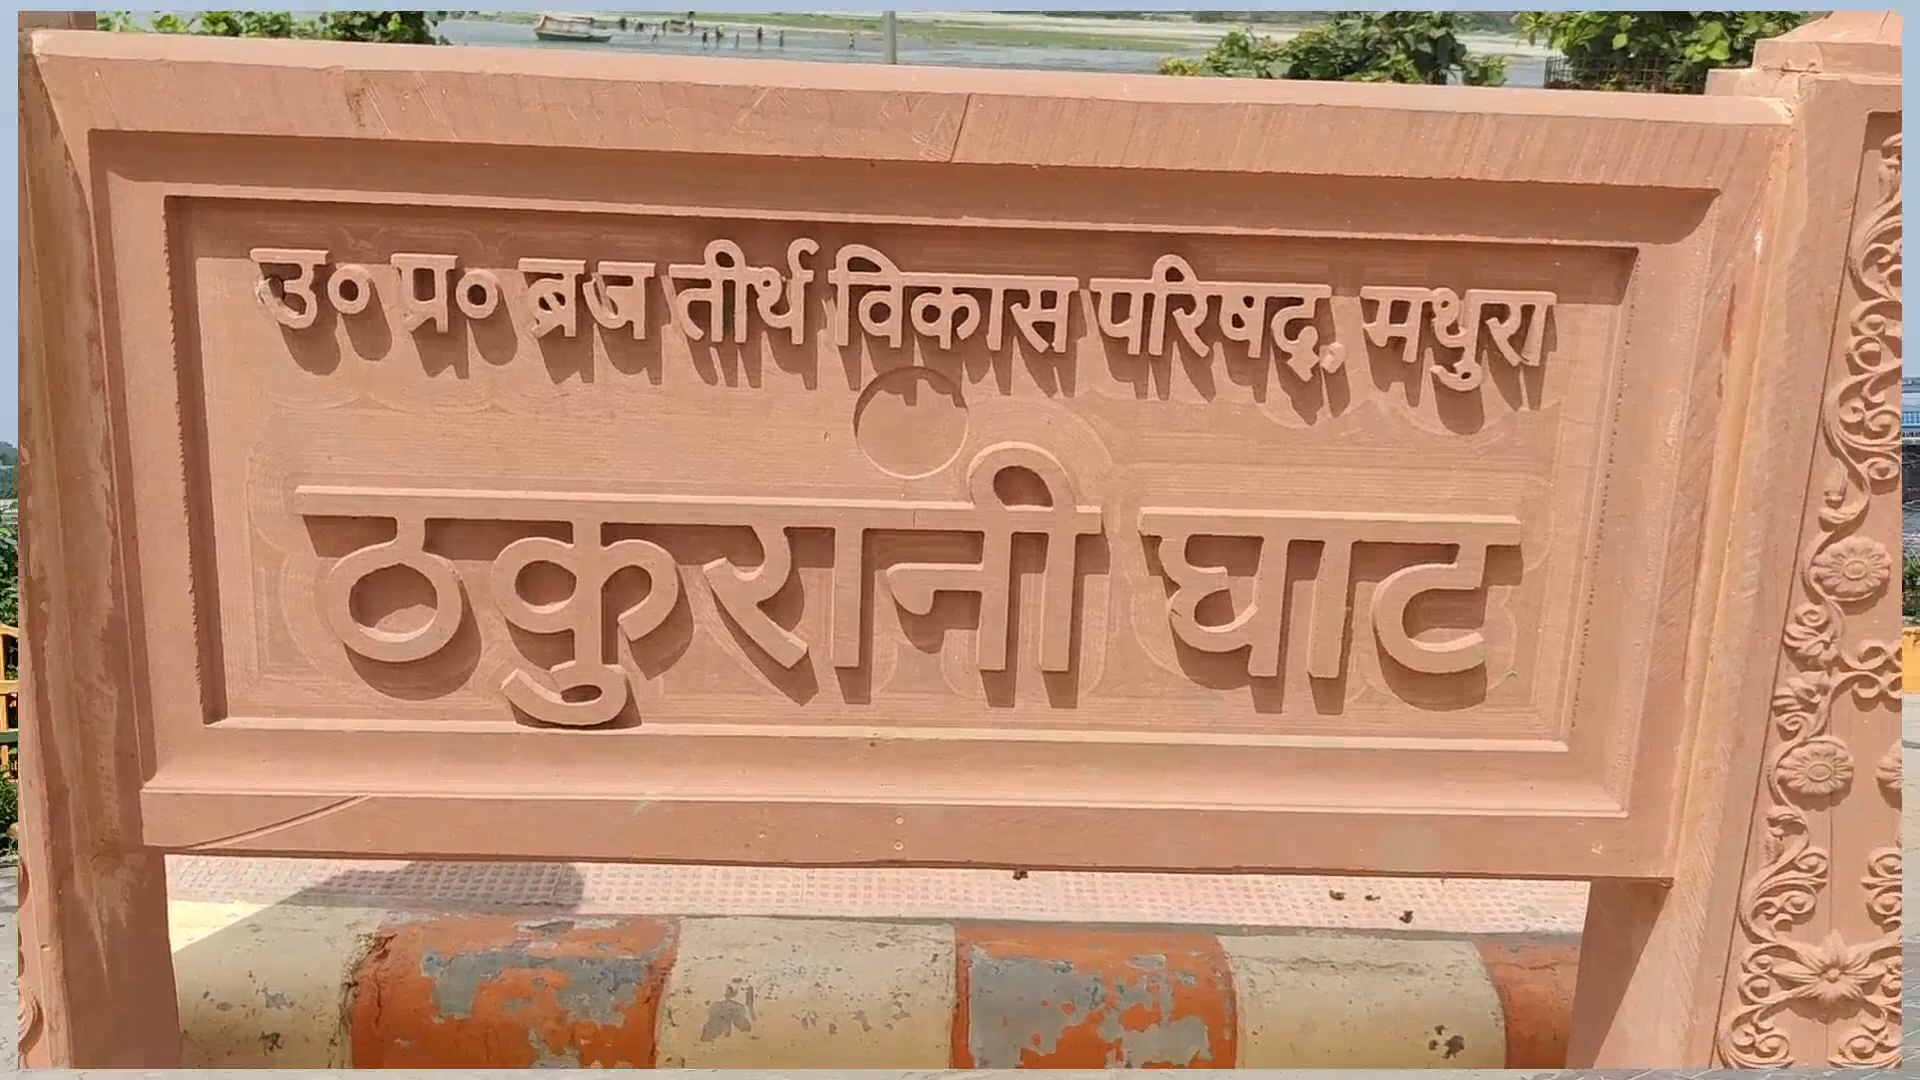 उ० प्र० ब्रज तीर्थ विकास परिषद्, मथुरा
ठकुरानी घाट